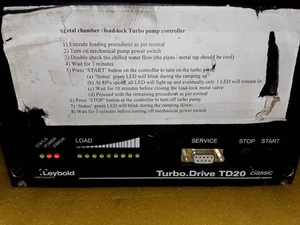 Metal chamber / load-lock Turbo pump controller
1) Execute loading procedures as per normal
2) Turn on mechanical pump power switch
3) Double check the chilled water flow (the pipes / metal tap should be cool)
4) Wait for 3 minutes
5) Press 'START' button on the controller to turn on the turbo pump
a) 'Status' green LED will blink during the ramping up
b) At 89% speed, all LED will light up and eventually only 1 LED will remain lit
c) Wait for 10 minutes before closing the load-lock metal valve
d) Proceed with the remaining procedures as per normal
6) Press 'STOP' button at the controller to turn off turbo pump
7) 'Status' green LED will blink during the ramping down
8) Wait for 3 minutes before turning off mechanical power switch
STATUS
POWER
ERROR
LOAD
SERVICE
STOP
START
Leybold
Turbo.Drive TD20
classic